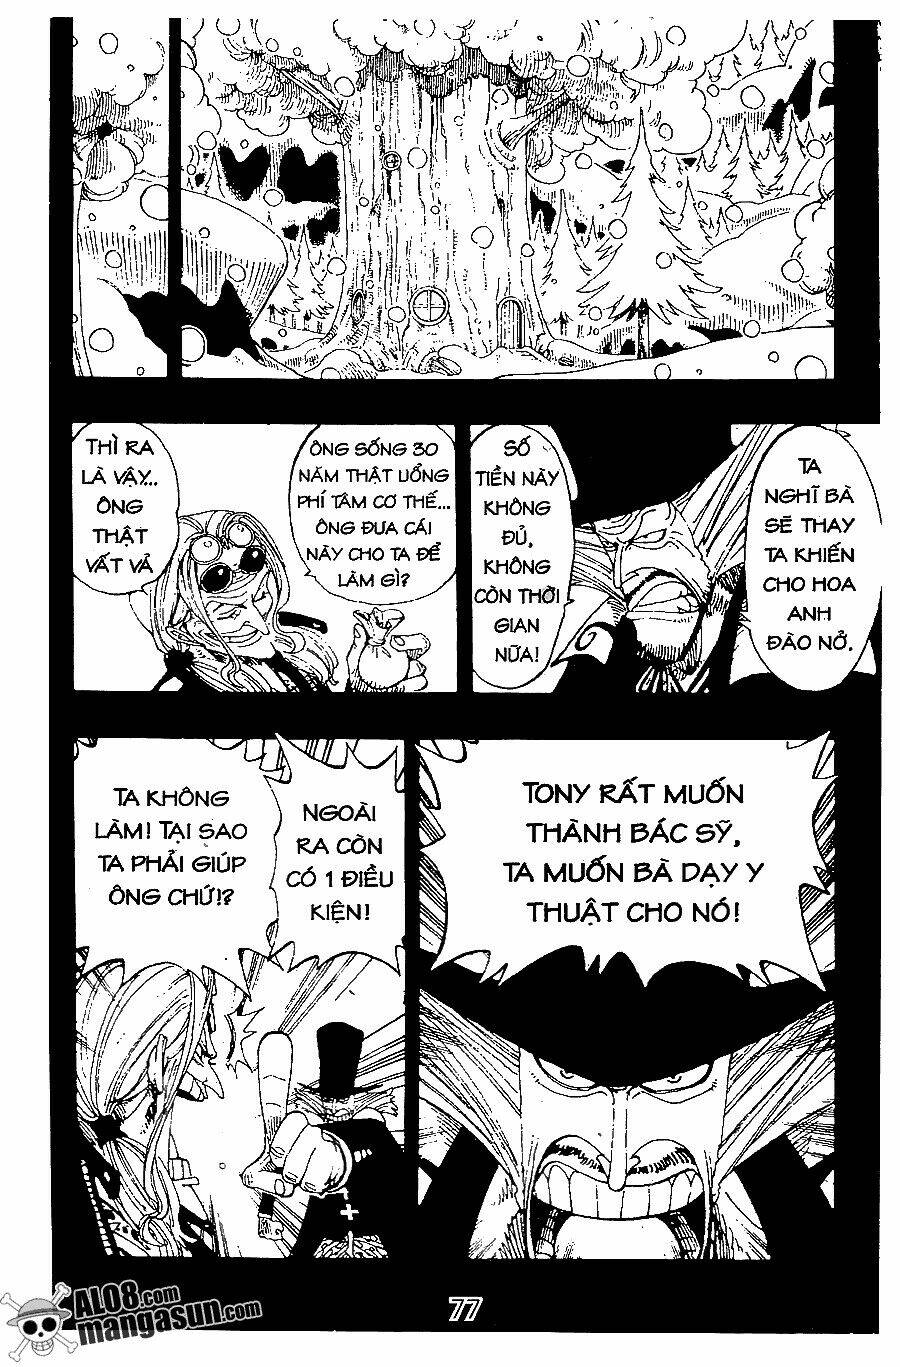 TA
NGHĨ BÀ
SẼ THAY
TA KHIẾN
CHO HOA
ANH
ĐÀO NỞ.
SỐ
TIỀN NÀY
KHÔNG
ĐỦ,
KHÔNG
CÒN THỜI
GIAN
NỮA!
ÔNG SỐNG 30
NĂM THẬT UỔNG
PHÍ TÂM CƠ THẾ...
ÔNG ĐƯA CÁI
NÀY CHO TA ĐỂ
LÀM GÌ?
THÌ RA
LÀ VẬY...
ÔNG
THẬT
VẤT VẢ
TONY RẤT MUỐN
THÀNH BÁC SỸ,
TA MUỐN BÀ DẠY Y
THUẬT CHO NÓ!
NGOÀI
RA CÒN
CÓ 1 ĐIỀU
KIỆN!
TA KHÔNG
LÀM! TẠI SAO
TA PHẢI GIÚP
ÔNG CHỨ!?
77
AL08.com
mangasun.com